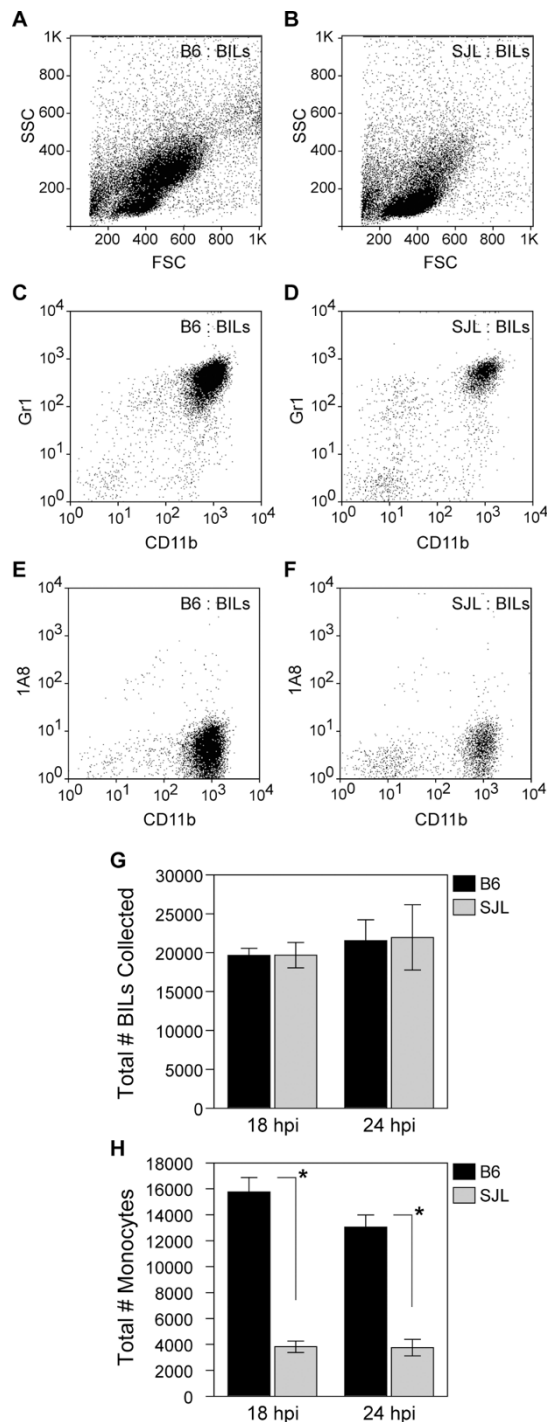 A
B6 : BILs
1K
800
600
400
200
SSC
200 400 600 800 1K
FSC
B
SJL : BILs
1K
800
600
400
200
SSC
200 400 600 800 1K
FSC
C
B6 : BILs
10^4
10^3
10^2
10^1
10^0
Gr1
10^0 10^1 10^2 10^3 10^4
CD11b
D
SJL : BILs
10^4
10^3
10^2
10^1
10^0
Gr1
10^0 10^1 10^2 10^3 10^4
CD11b
E
B6 : BILs
10^4
10^3
10^2
10^1
10^0
1A8
10^0 10^1 10^2 10^3 10^4
CD11b
F
SJL : BILs
10^4
10^3
10^2
10^1
10^0
1A8
10^0 10^1 10^2 10^3 10^4
CD11b
G
30000
25000
20000
15000
10000
5000
0
Total # BILs Collected
B6
SJL
18 hpi 24 hpi
H
18000
16000
14000
12000
10000
8000
6000
4000
2000
0
Total # Monocytes
* *
B6
SJL
18 hpi 24 hpi